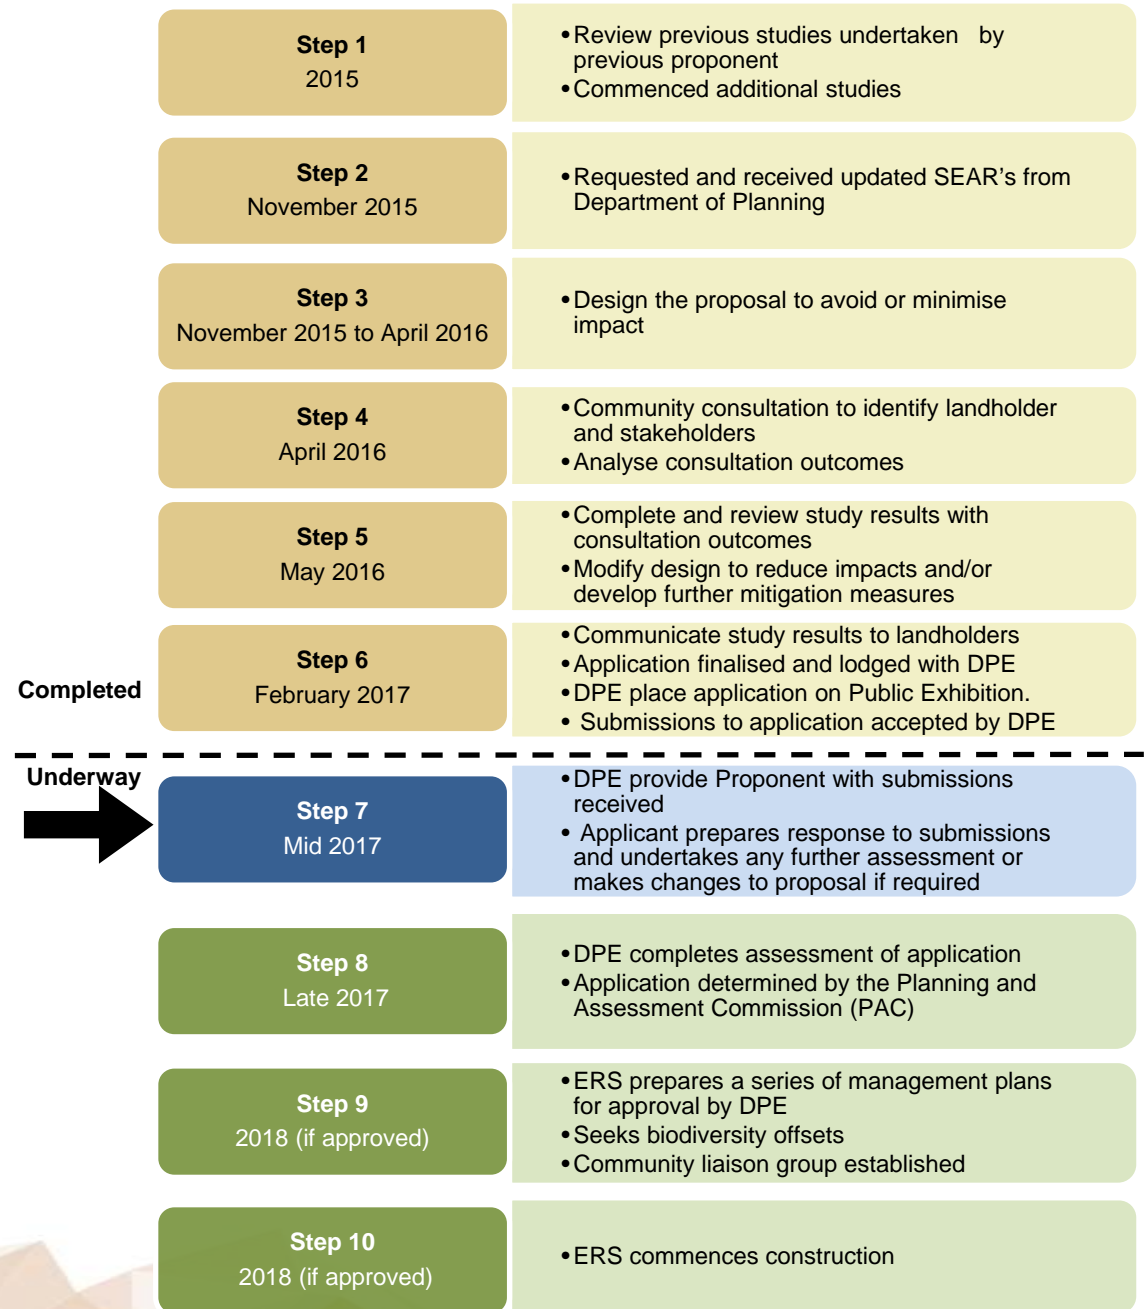 Step 1
2015
•Review previous studies undertaken by
previous proponent
•Commenced additional studies
Step 2
November 2015
•Requested and received updated SEAR's from
Department of Planning
Step 3
November 2015 to April 2016
•Design the proposal to avoid or minimise
impact
Step 4
April 2016
•Community consultation to identify landholder
and stakeholders
•Analyse consultation outcomes
Step 5
May 2016
•Complete and review study results with
consultation outcomes
•Modify design to reduce impacts and/or
develop further mitigation measures
Completed
Step 6
February 2017
•Communicate study results to landholders
•Application finalised and lodged with DPE
•DPE place application on Public Exhibition.
• Submissions to application accepted by DPE
Underway
Step 7
Mid 2017
•DPE provide Proponent with submissions
received
• Applicant prepares response to submissions
and undertakes any further assessment or
makes changes to proposal if required
Step 8
Late 2017
•DPE completes assessment of application
•Application determined by the Planning and
Assessment Commission (PAC)
Step 9
2018 (if approved)
•ERS prepares a series of management plans
for approval by DPE
•Seeks biodiversity offsets
•Community liaison group established
Step 10
2018 (if approved)
•ERS commences construction